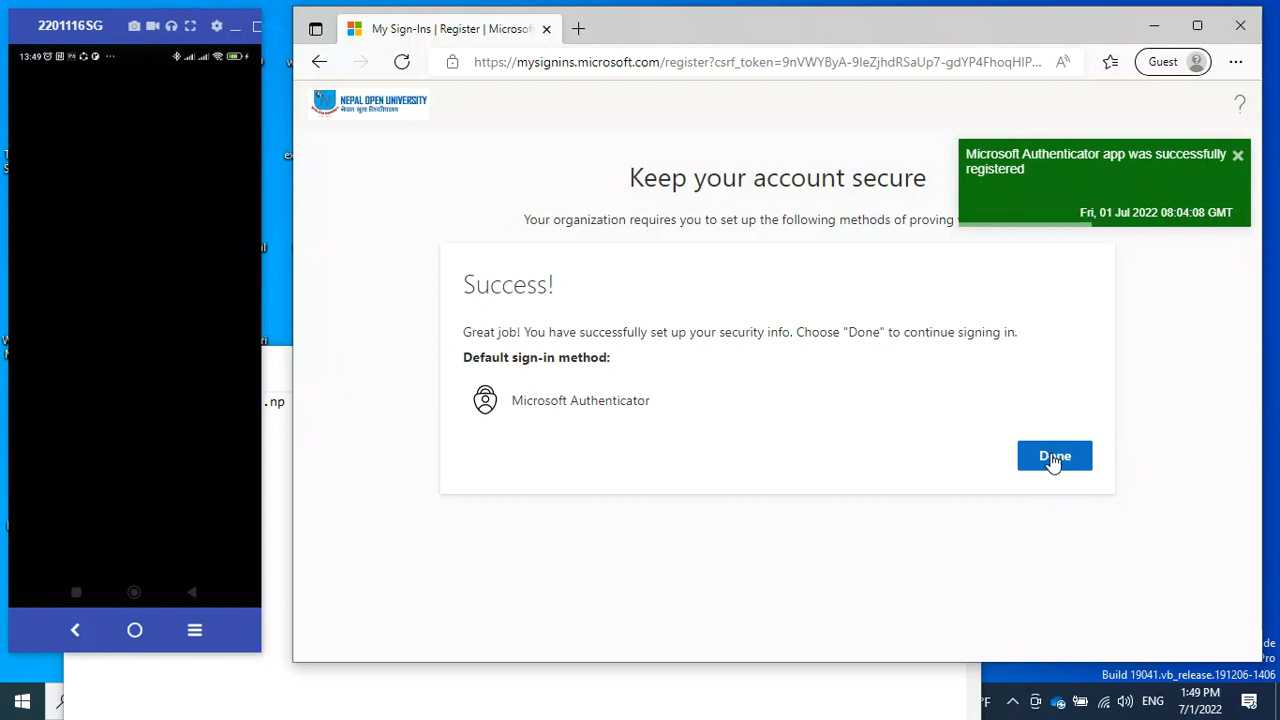 2201116SG
13:49
My Sign-Ins | Register | Microsof
https://mysignins.microsoft.com/register?csrf_token=9nVWYByA-9leZjhdRSaUp7-gdYP4FhoqHIP...
Guest
NEPAL OPEN UNIVERSITY
नेपाल खुला विश्वविद्यालय
Keep your account secure
Your organization requires you to set up the following methods of proving
Microsoft Authenticator app was successfully
registered
Fri, 01 Jul 2022 08:04:08 GMT
Success!
Great job! You have successfully set up your security info. Choose "Done" to continue signing in.
Default sign-in method:
Microsoft Authenticator
Done
.np
Pro
Build 19041.vb_release.191206-1406
°F
ENG
1:49 PM
7/1/2022